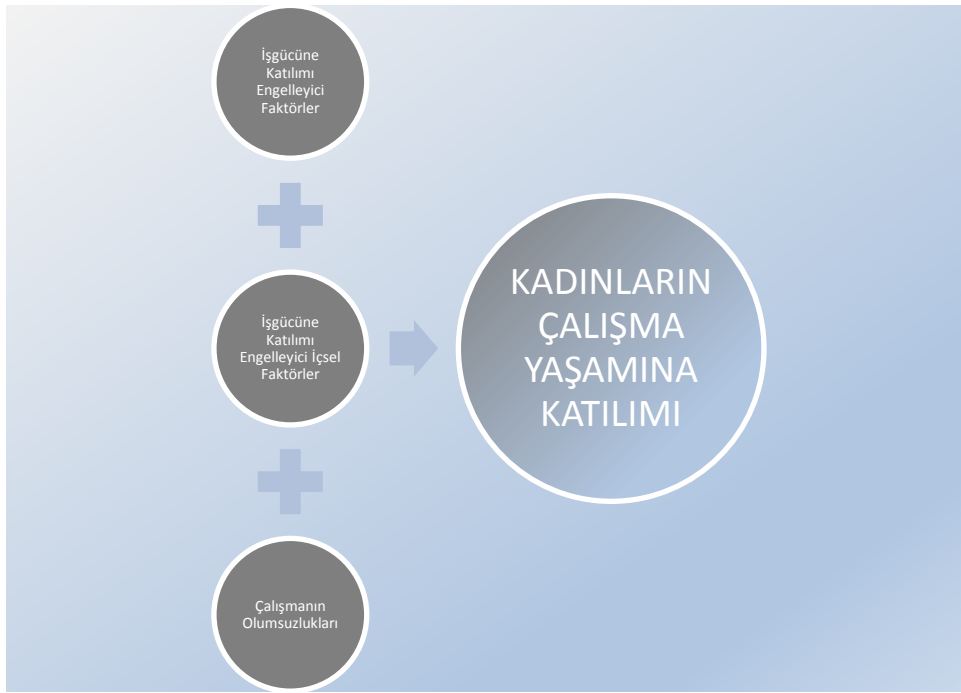 İşgücüne
Katılımı
Engelleyici
Faktörler
İşgücüne
Katılımı
Engelleyici İçsel
Faktörler
Çalışmanın
Olumsuzlukları
KADINLARIN
ÇALIŞMA
YAŞAMINA
KATILIMI